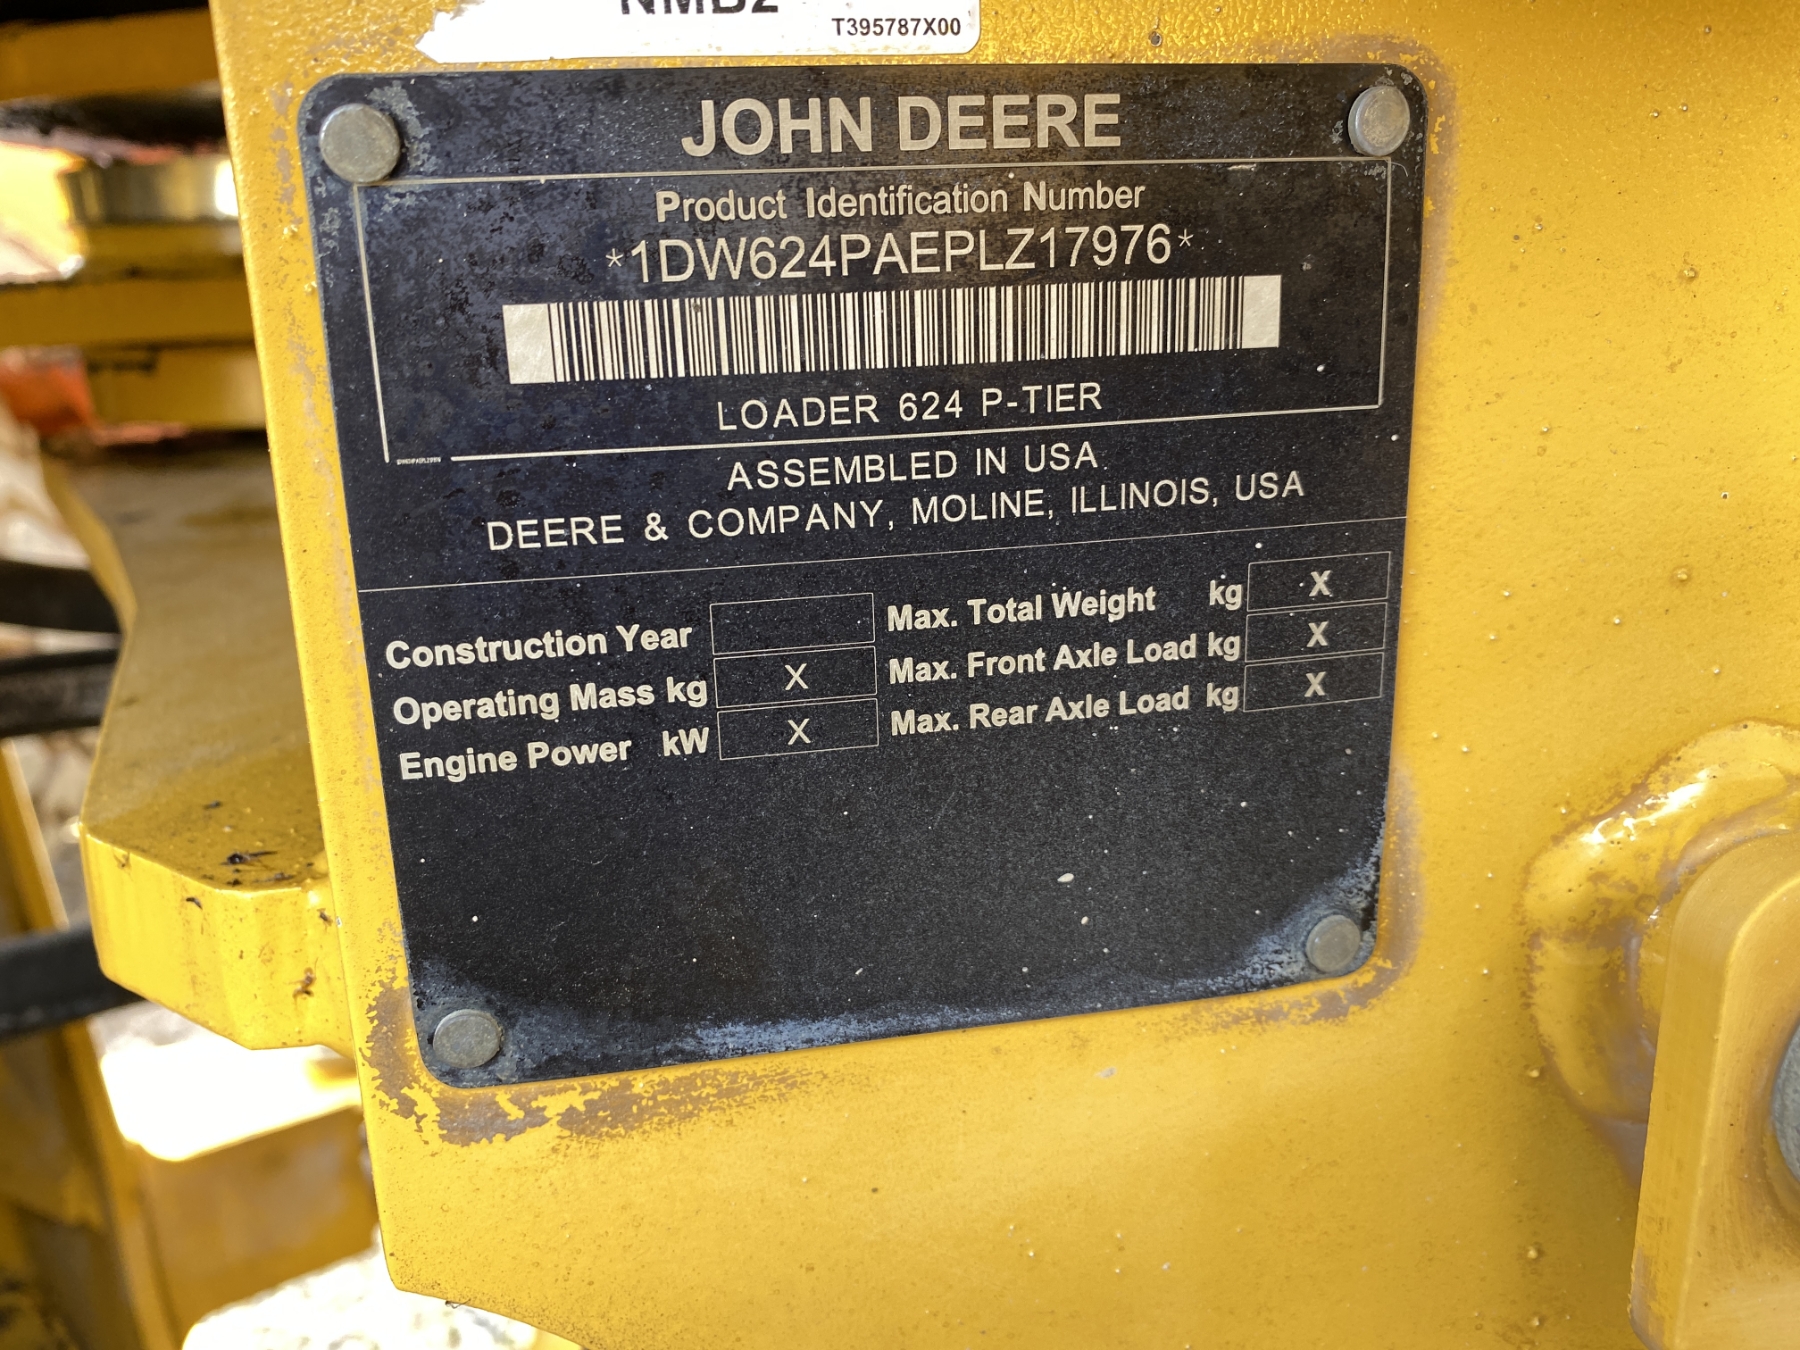 T395787X00
JOHN DEERE
Product Identification Number
*1DW624PAEPLZ17976*
LOADER 624 P-TIER
ASSEMBLED IN USA
DEERE & COMPANY, MOLINE, ILLINOIS, USA
Construction Year
Operating Mass kg X
Engine Power kW X
Max. Total Weight kg X
Max. Front Axle Load kg X
Max. Rear Axle Load kg X